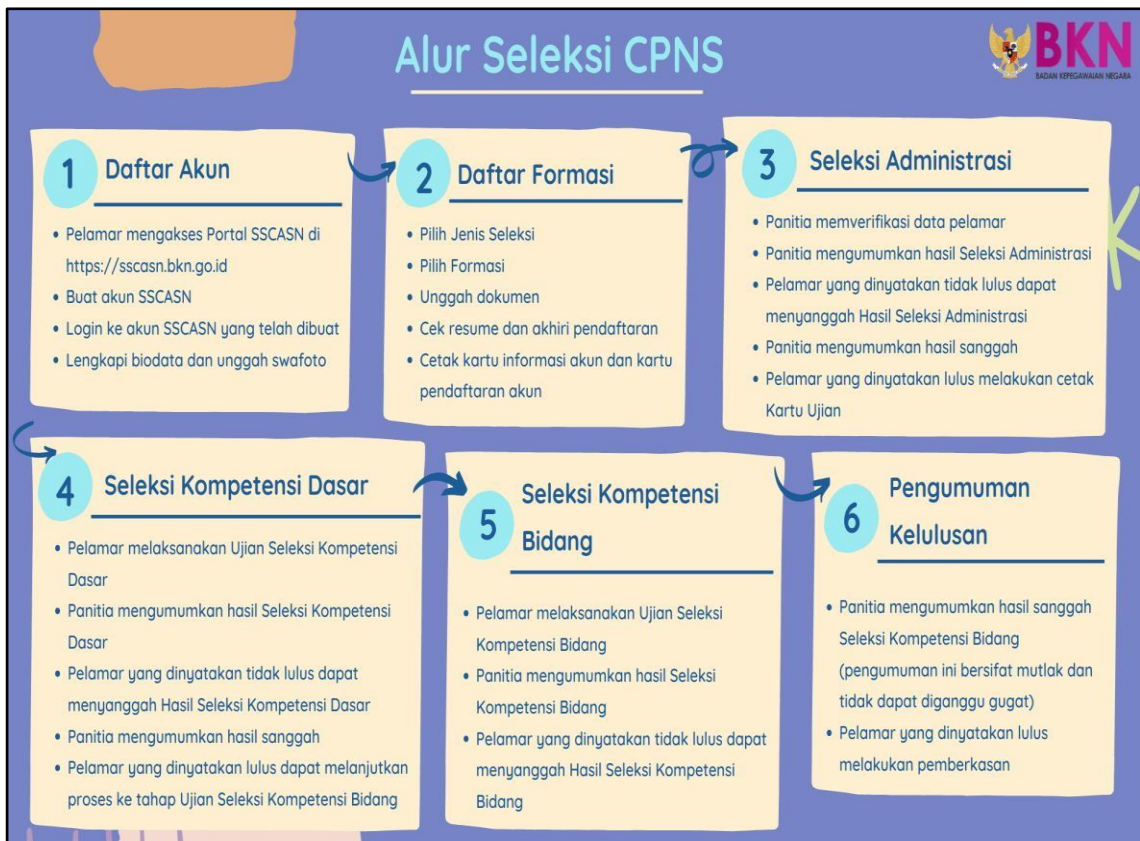 Alur Seleksi CPNS
BKN
BADAN KEPEGAWAIAN NEGARA
1
Daftar Akun
• Pelamar mengakses Portal SSCASN di
https://sscasn.bkn.go.id
• Buat akun SSCASN
• Login ke akun SSCASN yang telah dibuat
• Lengkapi biodata dan unggah swafoto
2
Daftar Formasi
• Pilih Jenis Seleksi
• Pilih Formasi
• Unggah dokumen
• Cek resume dan akhiri pendaftaran
• Cetak kartu informasi akun dan kartu
pendaftaran akun
3
Seleksi Administrasi
• Panitia memverifikasi data pelamar
• Panitia mengumumkan hasil Seleksi Administrasi
• Pelamar yang dinyatakan tidak lulus dapat
menyanggah Hasil Seleksi Administrasi
• Panitia mengumumkan hasil sanggah
• Pelamar yang dinyatakan lulus melakukan cetak
Kartu Ujian
4
Seleksi Kompetensi Dasar
• Pelamar melaksanakan Ujian Seleksi Kompetensi
Dasar
• Panitia mengumumkan hasil Seleksi Kompetensi
Dasar
• Pelamar yang dinyatakan tidak lulus dapat
menyanggah Hasil Seleksi Kompetensi Dasar
• Panitia mengumumkan hasil sanggah
• Pelamar yang dinyatakan lulus dapat melanjutkan
proses ke tahap Ujian Seleksi Kompetensi Bidang
5
Seleksi Kompetensi
Bidang
• Pelamar melaksanakan Ujian Seleksi
Kompetensi Bidang
• Panitia mengumumkan hasil Seleksi
Kompetensi Bidang
• Pelamar yang dinyatakan tidak lulus dapat
menyanggah Hasil Seleksi Kompetensi
Bidang
6
Pengumuman
Kelulusan
• Panitia mengumumkan hasil sanggah
Seleksi Kompetensi Bidang
(pengumuman ini bersifat mutlak dan
tidak dapat diganggu gugat)
• Pelamar yang dinyatakan lulus
melakukan pemberkasan